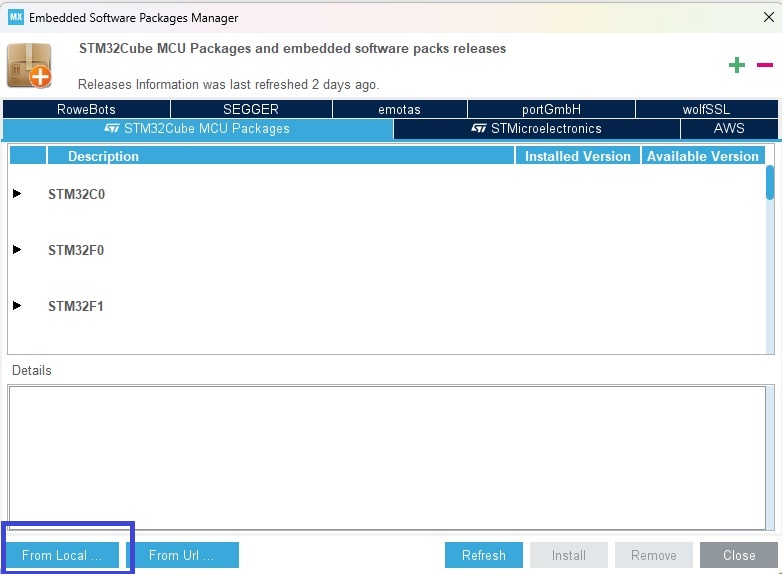 MX Embedded Software Packages Manager
STM32Cube MCU Packages and embedded software packs releases
Releases Information was last refreshed 2 days ago.
RoweBots SEGGER emotas portGmbH wolfSSL
STM32Cube MCU Packages STMicroelectronics AWS
Description Installed Version Available Version
STM32C0
STM32F0
STM32F1
Details
From Local ... From Url ... Refresh Install Remove Close